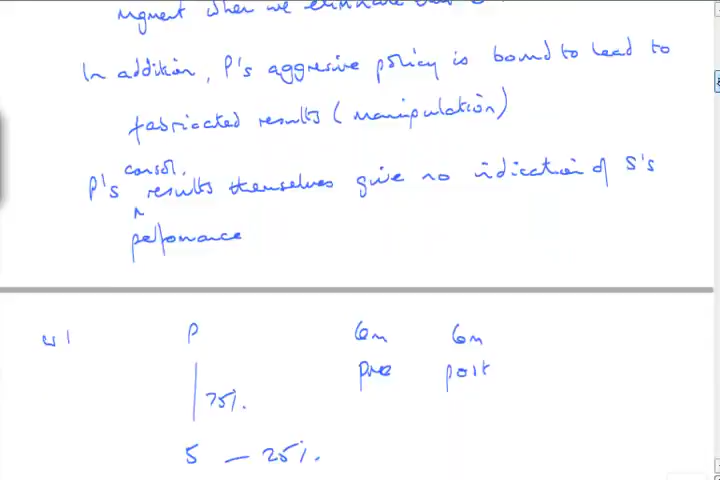 In addition, P's aggresive policy is bound to lead to
fabricated results (manipulation)
consol.
P's results themselves give no indication of S's
performance
w1 P 6m 6m
pre post
75%.
S — 25%.